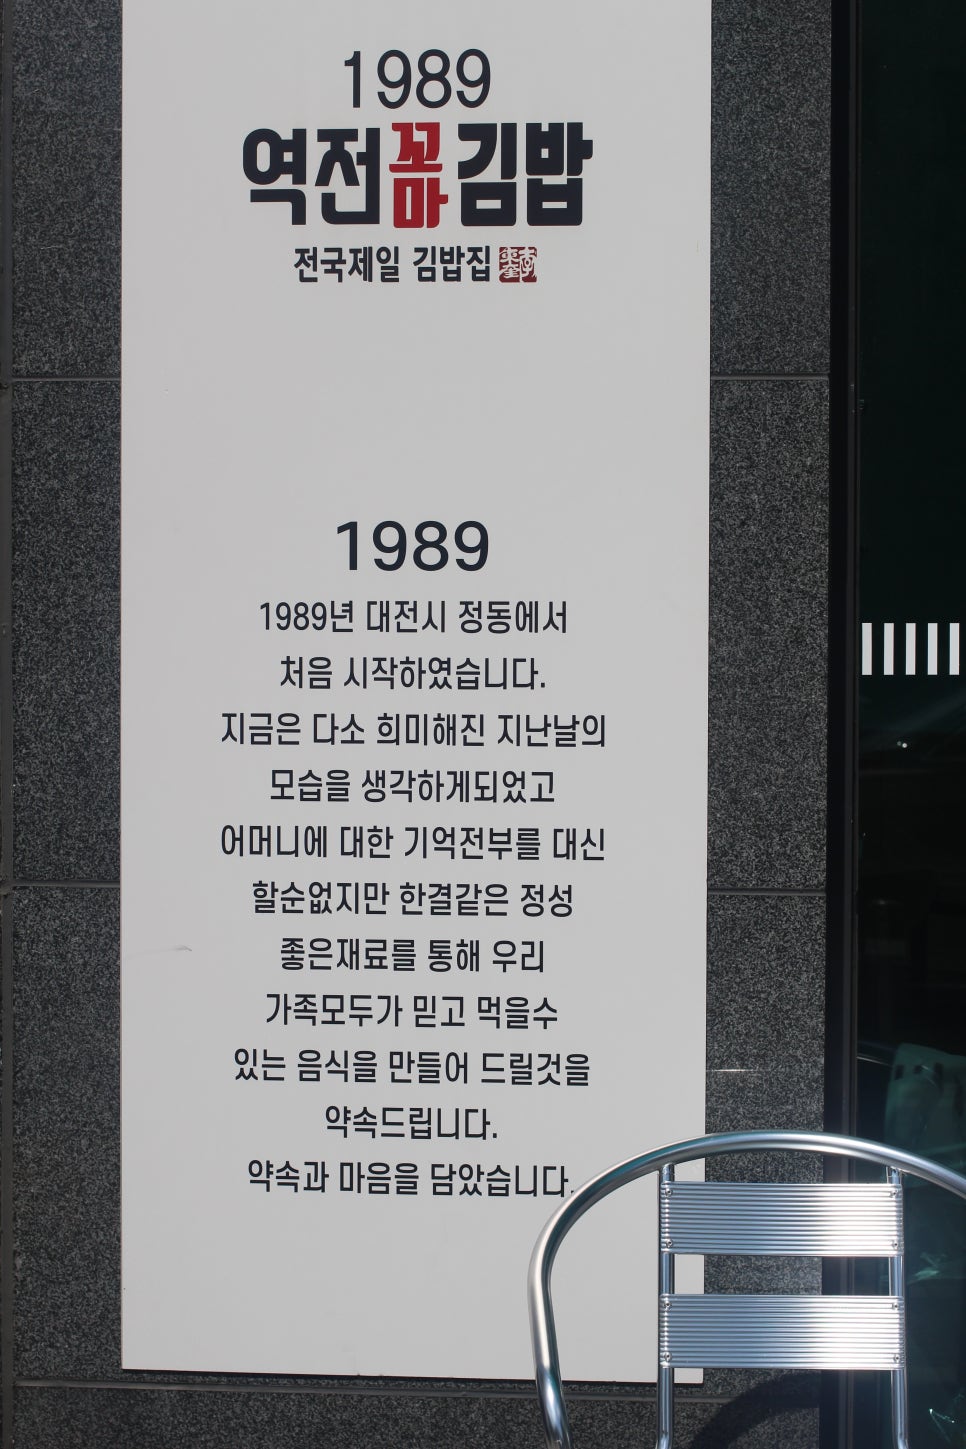 1989
역전꼬마김밥
전국제일 김밥집
1989
1989년 대전시 정동에서
처음 시작하였습니다.
지금은 다소 희미해진 지난날의
모습을 생각하게되었고
어머니에 대한 기억전부를 대신
할순없지만 한결같은 정성
좋은재료를 통해 우리
가족모두가 믿고 먹을수
있는 음식을 만들어 드릴것을
약속드립니다.
약속과 마음을 담았습니다.